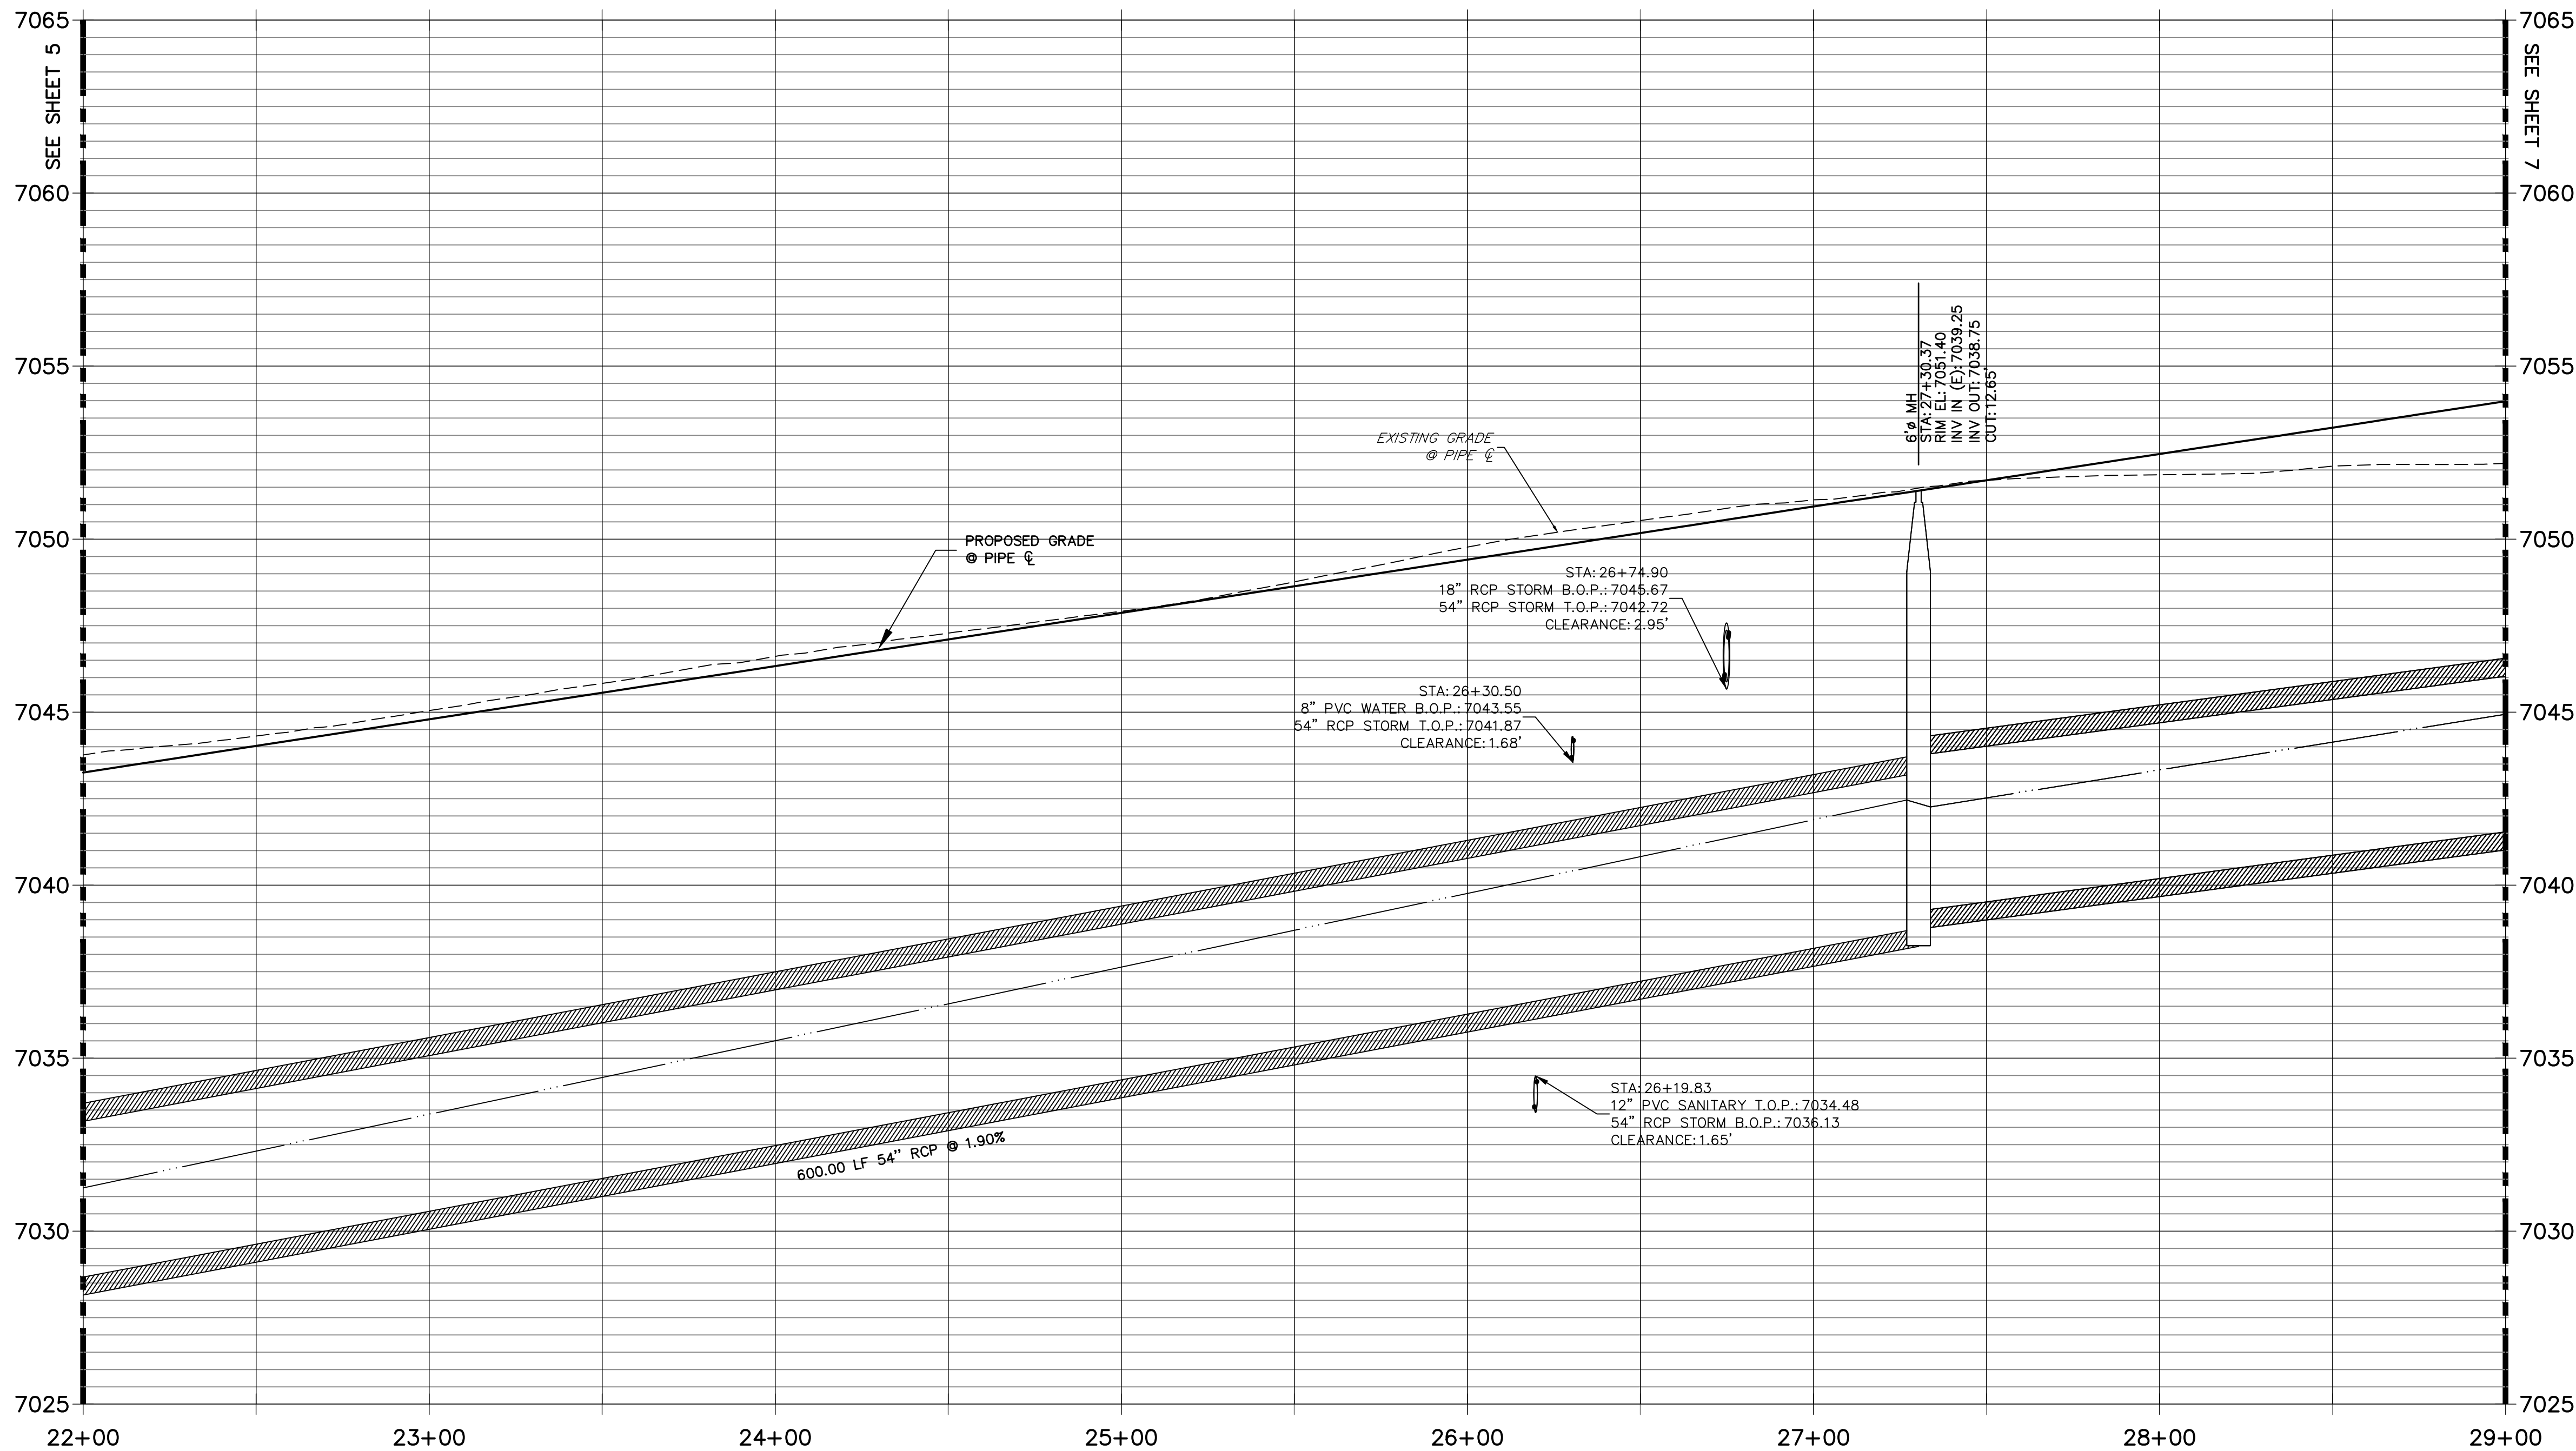 7065
7065
SEE SHEET 5
SEE SHEET 7
7060
7060
7055
7055
6'ø MH
STA: 27+30.37
RIM EL: 7051.40
INV IN (E): 7039.25
INV OUT: 7038.75
CUT: 12.65'
EXISTING GRADE
@ PIPE ℄
7050
7050
PROPOSED GRADE
@ PIPE ℄
STA: 26+74.90
18" RCP STORM B.O.P.: 7045.67
54" RCP STORM T.O.P.: 7042.72
CLEARANCE: 2.95'
STA: 26+30.50
8" PVC WATER B.O.P.: 7043.55
54" RCP STORM T.O.P.: 7041.87
CLEARANCE: 1.68'
7045
7045
7040
7040
7035
7035
STA: 26+19.83
12" PVC SANITARY T.O.P.: 7034.48
54" RCP STORM B.O.P.: 7036.13
CLEARANCE: 1.65'
600.00 LF 54" RCP @ 1.90%
7030
7030
7025
7025
22+00 23+00 24+00 25+00 26+00 27+00 28+00 29+00